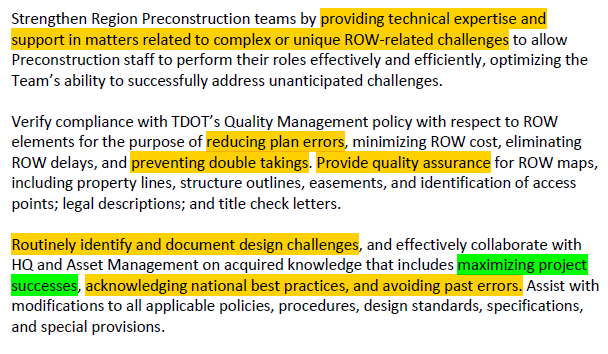 Strengthen Region Preconstruction teams by providing technical expertise and
support in matters related to complex or unique ROW-related challenges to allow
Preconstruction staff to perform their roles effectively and efficiently, optimizing the
Team's ability to successfully address unanticipated challenges.
Verify compliance with TDOT's Quality Management policy with respect to ROW
elements for the purpose of reducing plan errors, minimizing ROW cost, eliminating
ROW delays, and preventing double takings. Provide quality assurance for ROW maps,
including property lines, structure outlines, easements, and identification of access
points; legal descriptions; and title check letters.
Routinely identify and document design challenges, and effectively collaborate with
HQ and Asset Management on acquired knowledge that includes maximizing project
successes, acknowledging national best practices, and avoiding past errors. Assist with
modifications to all applicable policies, procedures, design standards, specifications,
and special provisions.